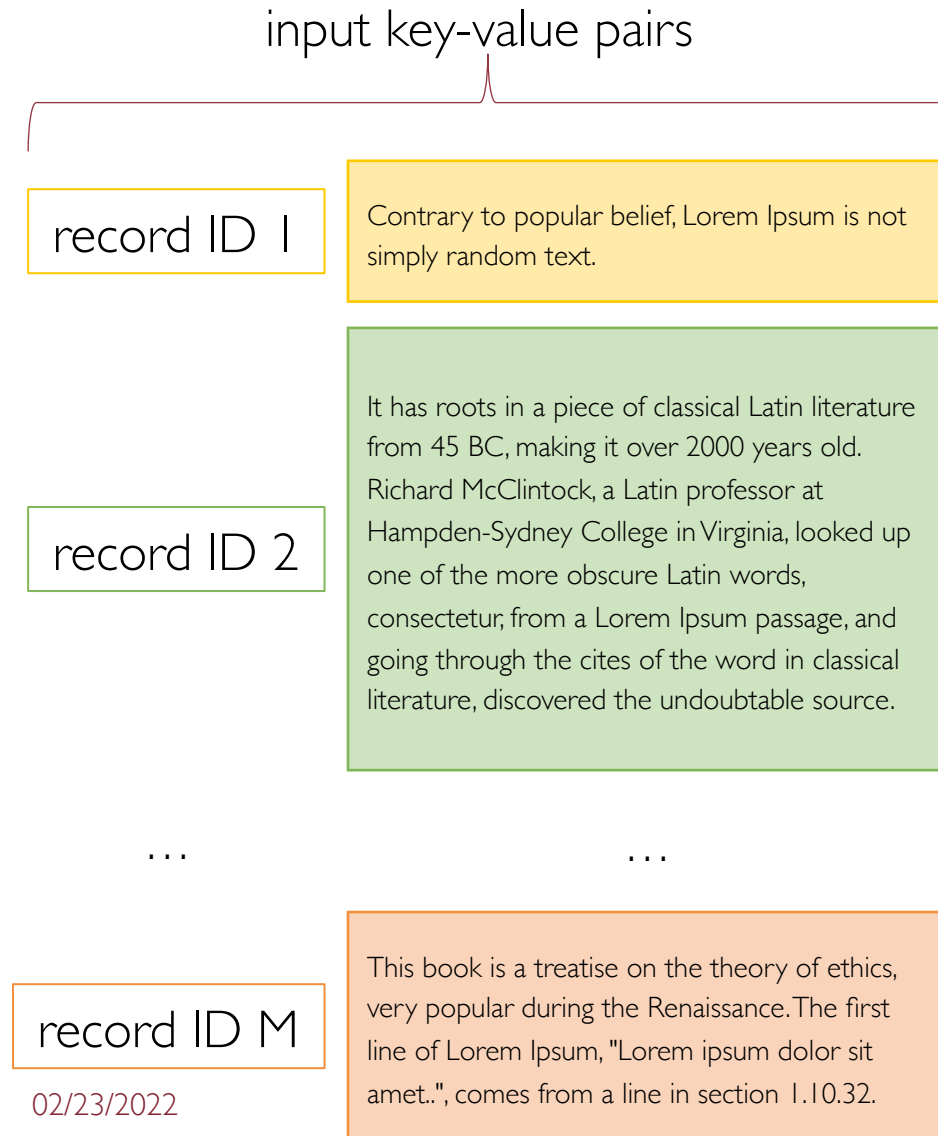 input key-value pairs
record ID 1
Contrary to popular belief, Lorem Ipsum is not
simply random text.
record ID 2
It has roots in a piece of classical Latin literature
from 45 BC, making it over 2000 years old.
Richard McClintock, a Latin professor at
Hampden-Sydney College in Virginia, looked up
one of the more obscure Latin words,
consectetur, from a Lorem Ipsum passage, and
going through the cites of the word in classical
literature, discovered the undoubtable source.
... ...
record ID M
This book is a treatise on the theory of ethics,
very popular during the Renaissance. The first
line of Lorem Ipsum, "Lorem ipsum dolor sit
amet..", comes from a line in section 1.10.32.
02/23/2022